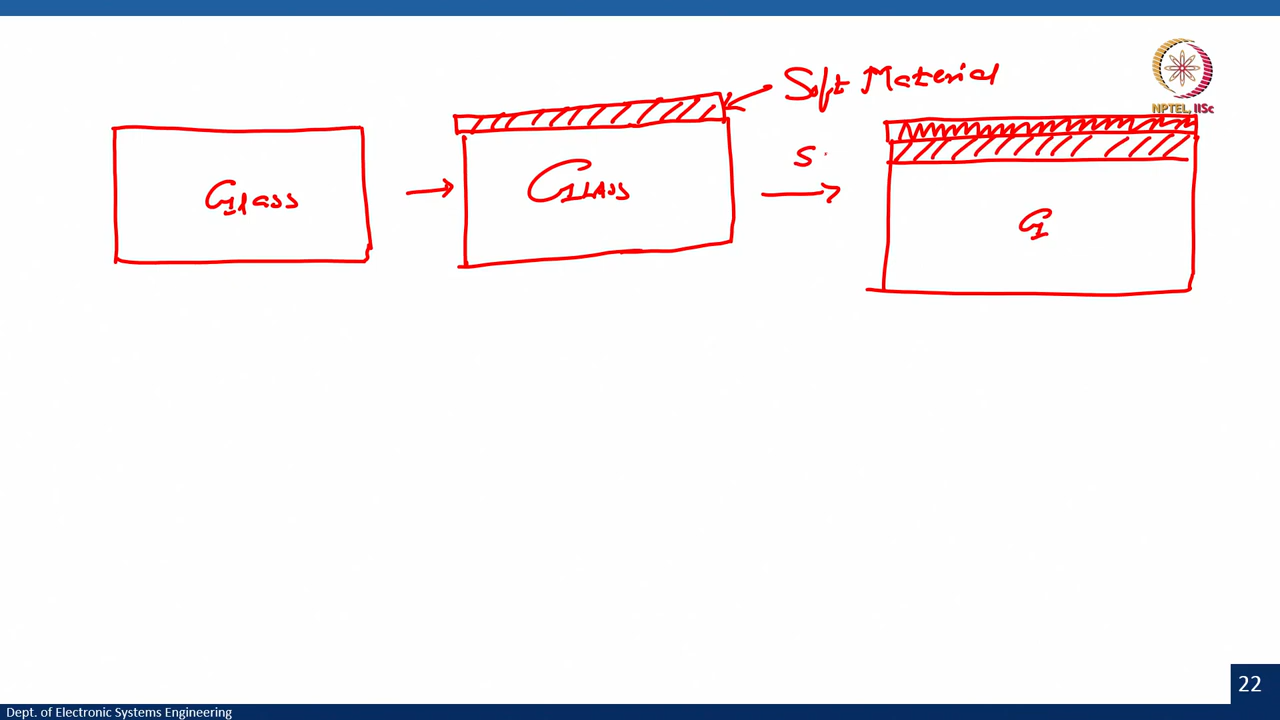 Soft Material
NPTEL, IISc
Glass
GLASS
S
G
22
Dept. of Electronic Systems Engineering